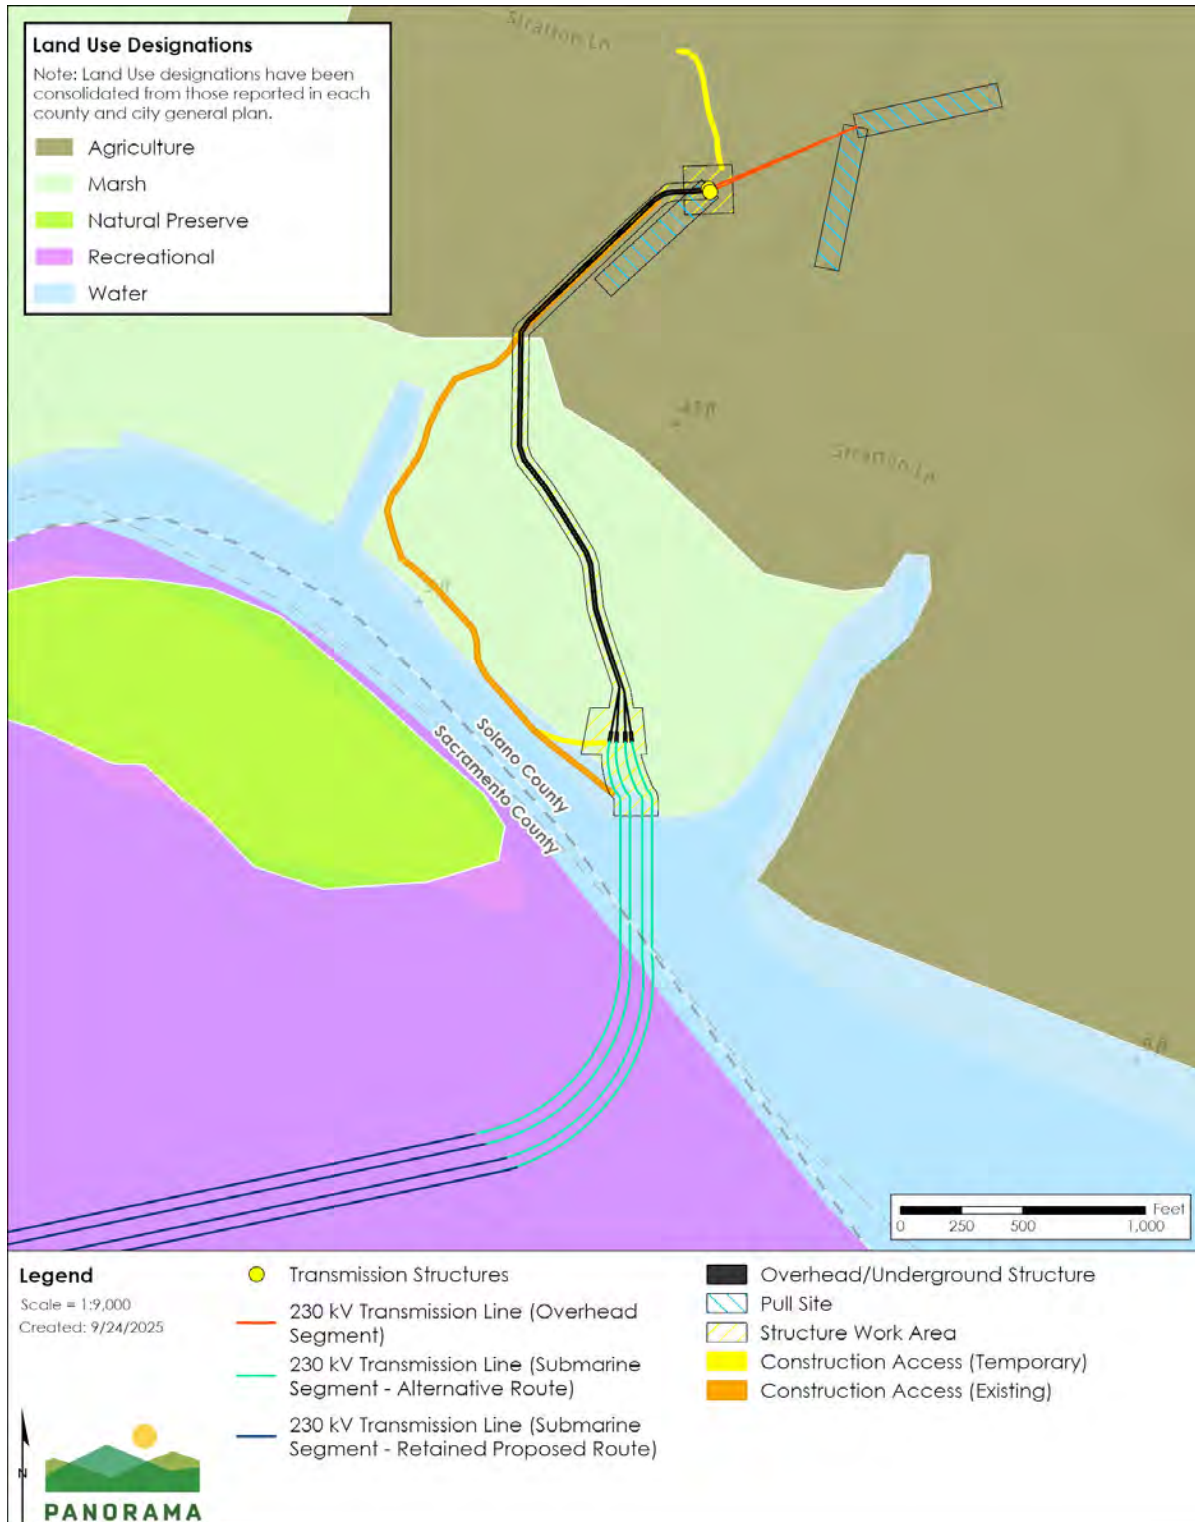 Land Use Designations
Note: Land Use designations have been
consolidated from those reported in each
county and city general plan.
Agriculture
Marsh
Natural Preserve
Recreational
Water
Stratton Ln
43 ft
Stratton Ln
Solano County
Sacramento County
Feet
0 250 500 1,000
Legend
Scale = 1:9,000
Created: 9/24/2025
Transmission Structures
230 kV Transmission Line (Overhead
Segment)
230 kV Transmission Line (Submarine
Segment - Alternative Route)
230 kV Transmission Line (Submarine
Segment - Retained Proposed Route)
Overhead/Underground Structure
Pull Site
Structure Work Area
Construction Access (Temporary)
Construction Access (Existing)
N
PANORAMA